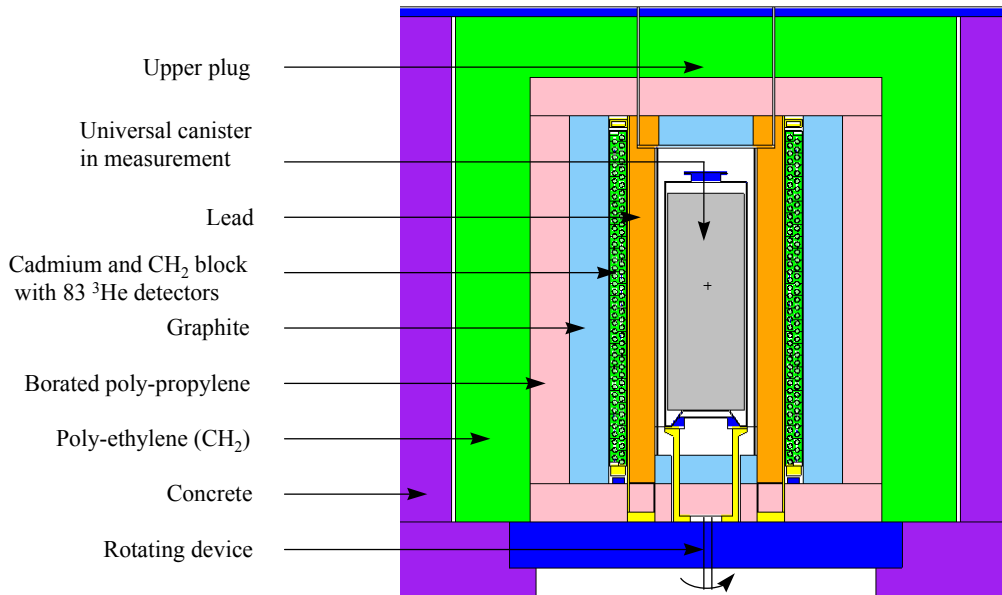 Upper plug
Universal canister
in measurement
Lead
Cadmium and CH₂ block
with 83 ³He detectors
Graphite
Borated poly-propylene
Poly-ethylene (CH₂)
Concrete
Rotating device